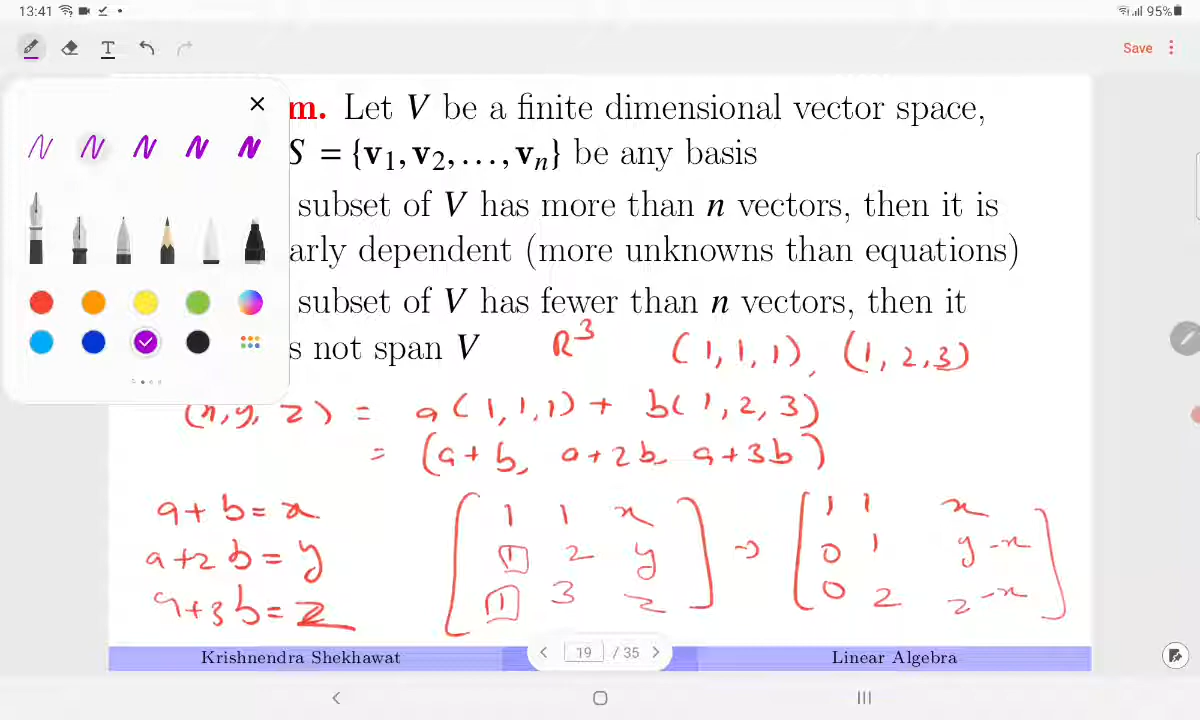 13:41 95%
T Save
m. Let V be a finite dimensional vector space,
S = {v₁, v₂, . . . , vₙ} be any basis
subset of V has more than n vectors, then it is
arly dependent (more unknowns than equations)
subset of V has fewer than n vectors, then it
s not span V R³ (1, 1, 1), (1, 2, 3)
(x, y, z) = a(1, 1, 1) + b(1, 2, 3)
= (a + b, a + 2b, a + 3b)
a + b = x
a + 2b = y
a + 3b = z
1 1 x
1 2 y
1 3 z
⇒
1 1 x
0 1 y - x
0 2 z - x
Krishnendra Shekhawat 19 / 35 Linear Algebra